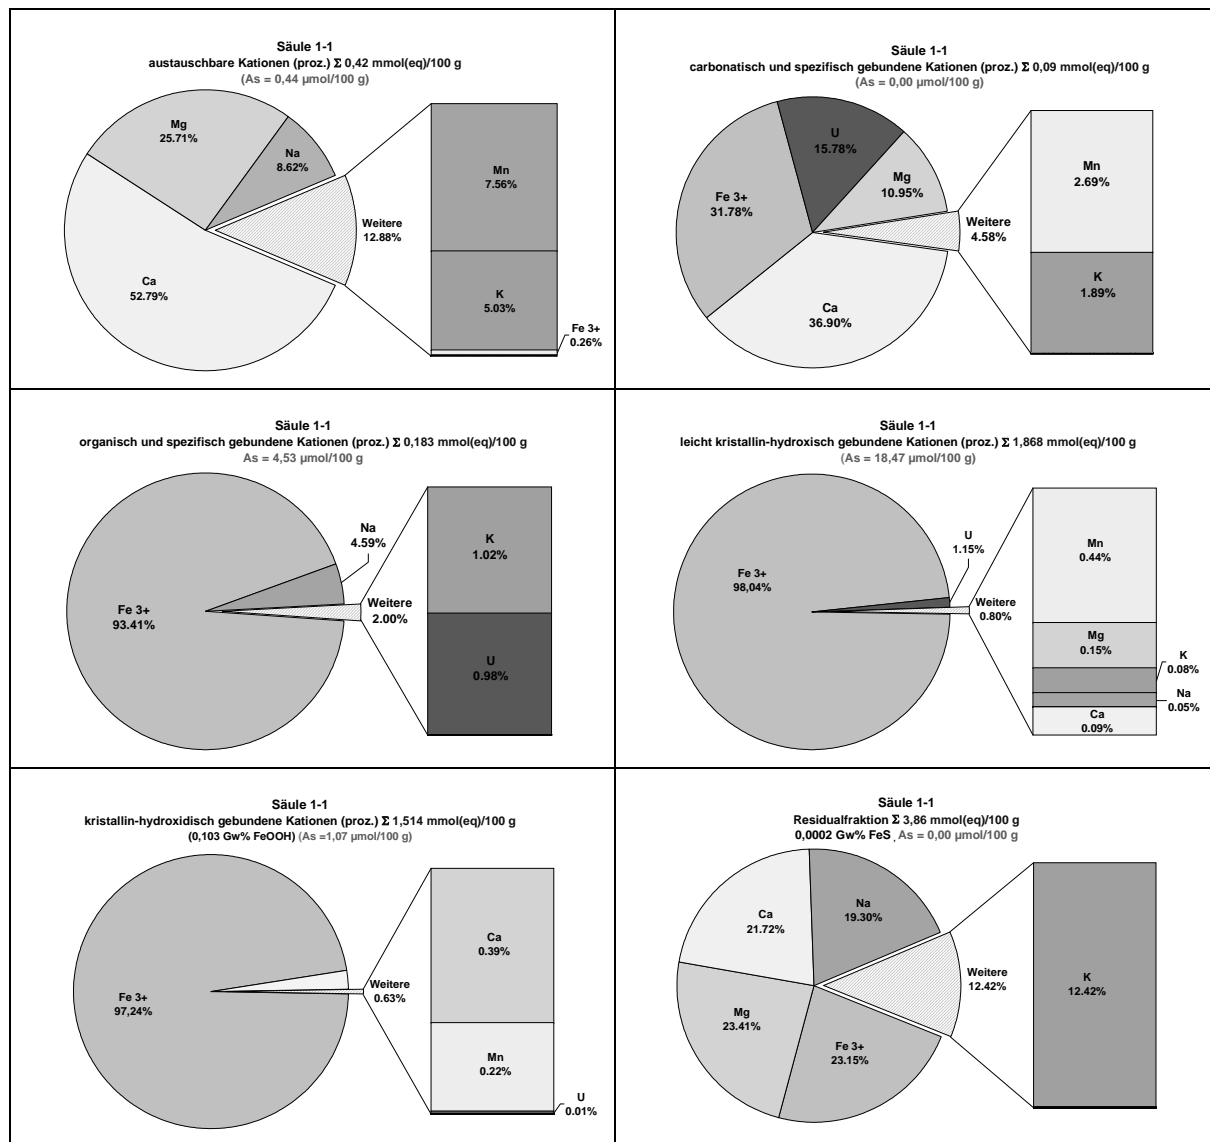 Säule 1-1
austauschbare Kationen (proz.) Σ 0,42 mmol(eq)/100 g
(As = 0,44 µmol/100 g)
Mg
25.71%
Na
8.62%
Ca
52.79%
Weitere
12.88%
Mn
7.56%
K
5.03%
Fe 3+
0.26%
Säule 1-1
carbonatisch und spezifisch gebundene Kationen (proz.) Σ 0,09 mmol(eq)/100 g
(As = 0,00 µmol/100 g)
U
15.78%
Mg
10.95%
Fe 3+
31.78%
Ca
36.90%
Weitere
4.58%
Mn
2.69%
K
1.89%
Säule 1-1
organisch und spezifisch gebundene Kationen (proz.) Σ 0,183 mmol(eq)/100 g
As = 4,53 µmol/100 g
Na
4.59%
Fe 3+
93.41%
Weitere
2.00%
K
1.02%
U
0.98%
Säule 1-1
leicht kristallin-hydroxisch gebundene Kationen (proz.) Σ 1,868 mmol(eq)/100 g
(As = 18,47 µmol/100 g)
Fe 3+
98,04%
U
1.15%
Weitere
0.80%
Mn
0.44%
Mg
0.15%
K
0.08%
Na
0.05%
Ca
0.09%
Säule 1-1
kristallin-hydroxidisch gebundene Kationen (proz.) Σ 1,514 mmol(eq)/100 g
(0,103 Gw% FeOOH) (As =1,07 µmol/100 g)
Fe 3+
97,24%
Weitere
0.63%
Ca
0.39%
Mn
0.22%
U
0.01%
Säule 1-1
Residualfraktion Σ 3,86 mmol(eq)/100 g
0,0002 Gw% FeS , As = 0,00 µmol/100 g
Ca
21.72%
Na
19.30%
Mg
23.41%
Fe 3+
23.15%
Weitere
12.42%
K
12.42%